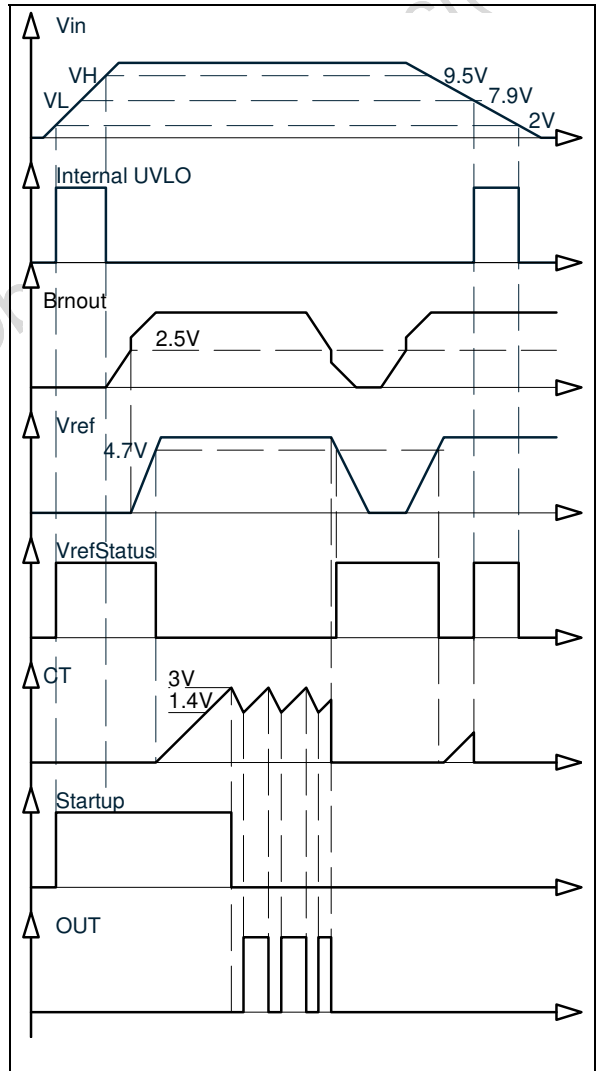 Vin
VH
9.5V
VL
7.9V
2V
Internal UVLO
Brnout
2.5V
Vref
4.7V
VrefStatus
CT
3V
1.4V
Startup
OUT